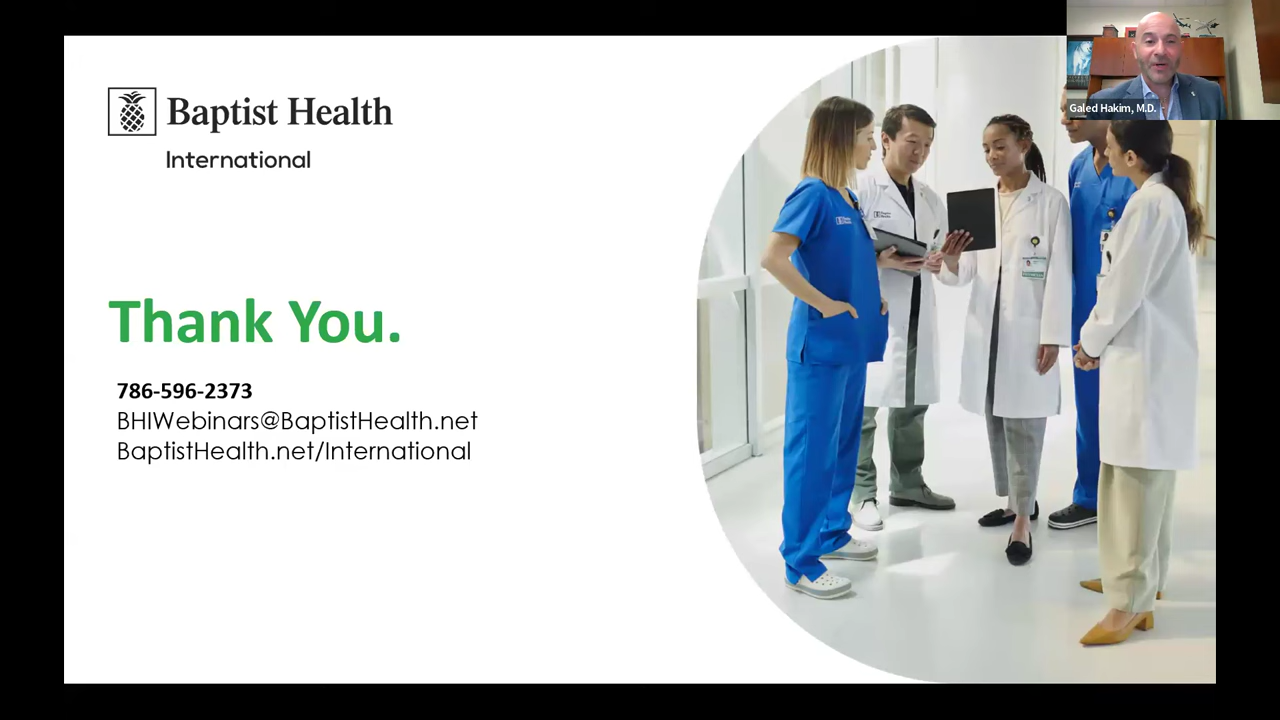 Baptist Health
International
Galed Hakim, M.D.
Thank You.
786-596-2373
BHIWebinars@BaptistHealth.net
BaptistHealth.net/International